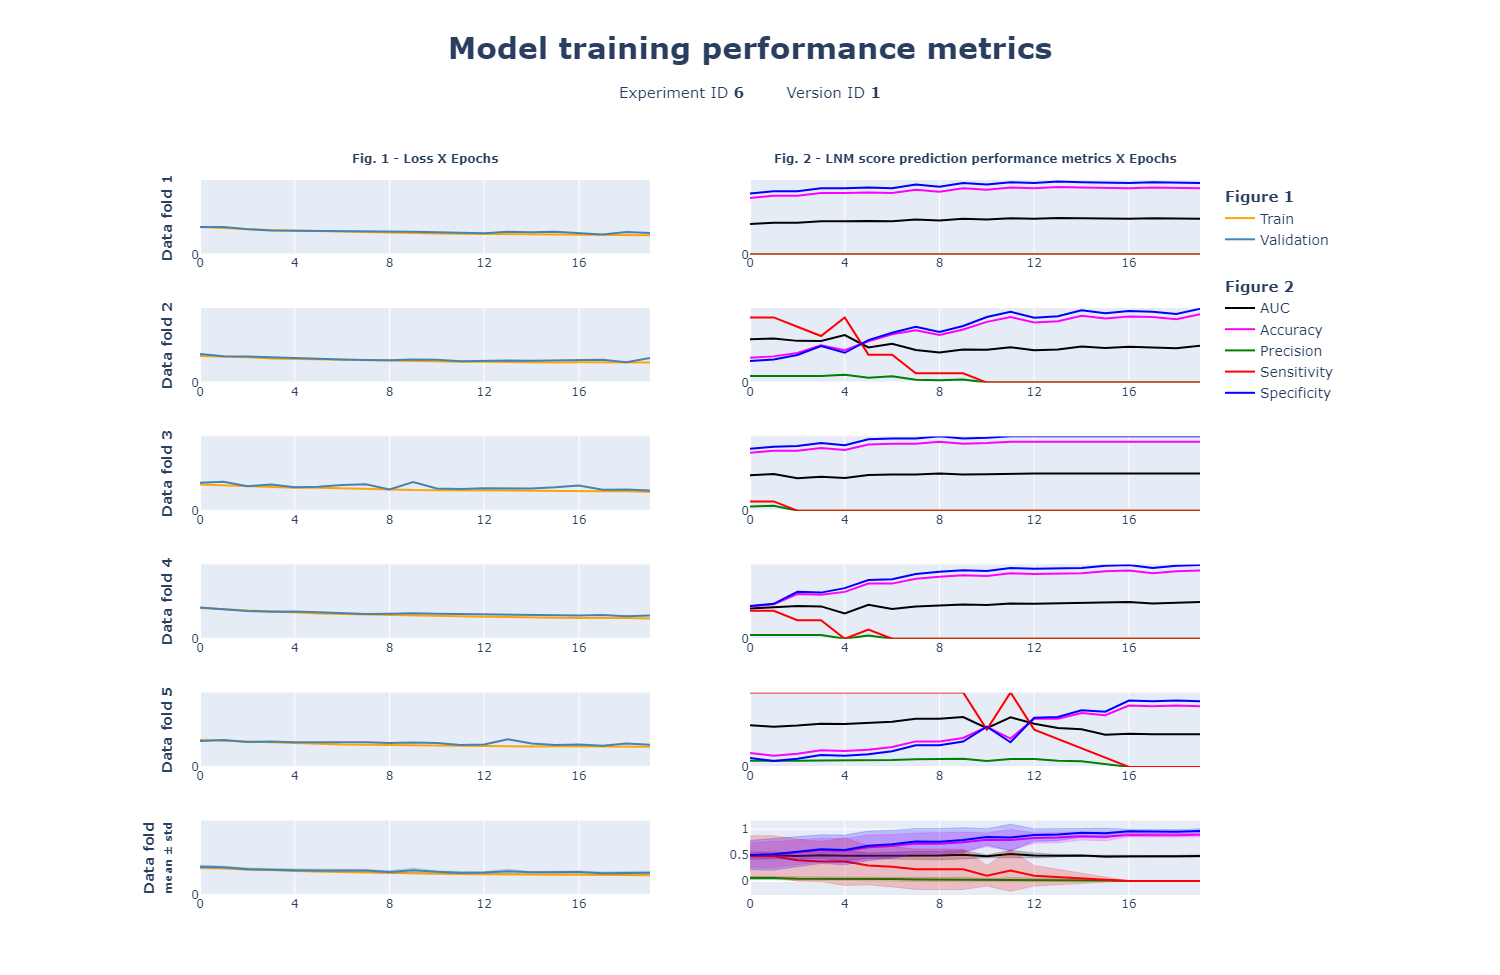 Model training performance metrics
Experiment ID 6 Version ID 1
Fig. 1 - Loss X Epochs
Fig. 2 - LNM score prediction performance metrics X Epochs
Data fold 1
0
0 4 8 12 16
0
0 4 8 12 16
Data fold 2
0
0 4 8 12 16
0
0 4 8 12 16
Data fold 3
0
0 4 8 12 16
0
0 4 8 12 16
Data fold 4
0
0 4 8 12 16
0
0 4 8 12 16
Data fold 5
0
0 4 8 12 16
0
0 4 8 12 16
Data fold
mean ± std
0
0 4 8 12 16
1
0.5
0
0 4 8 12 16
Figure 1
Train
Validation
Figure 2
AUC
Accuracy
Precision
Sensitivity
Specificity